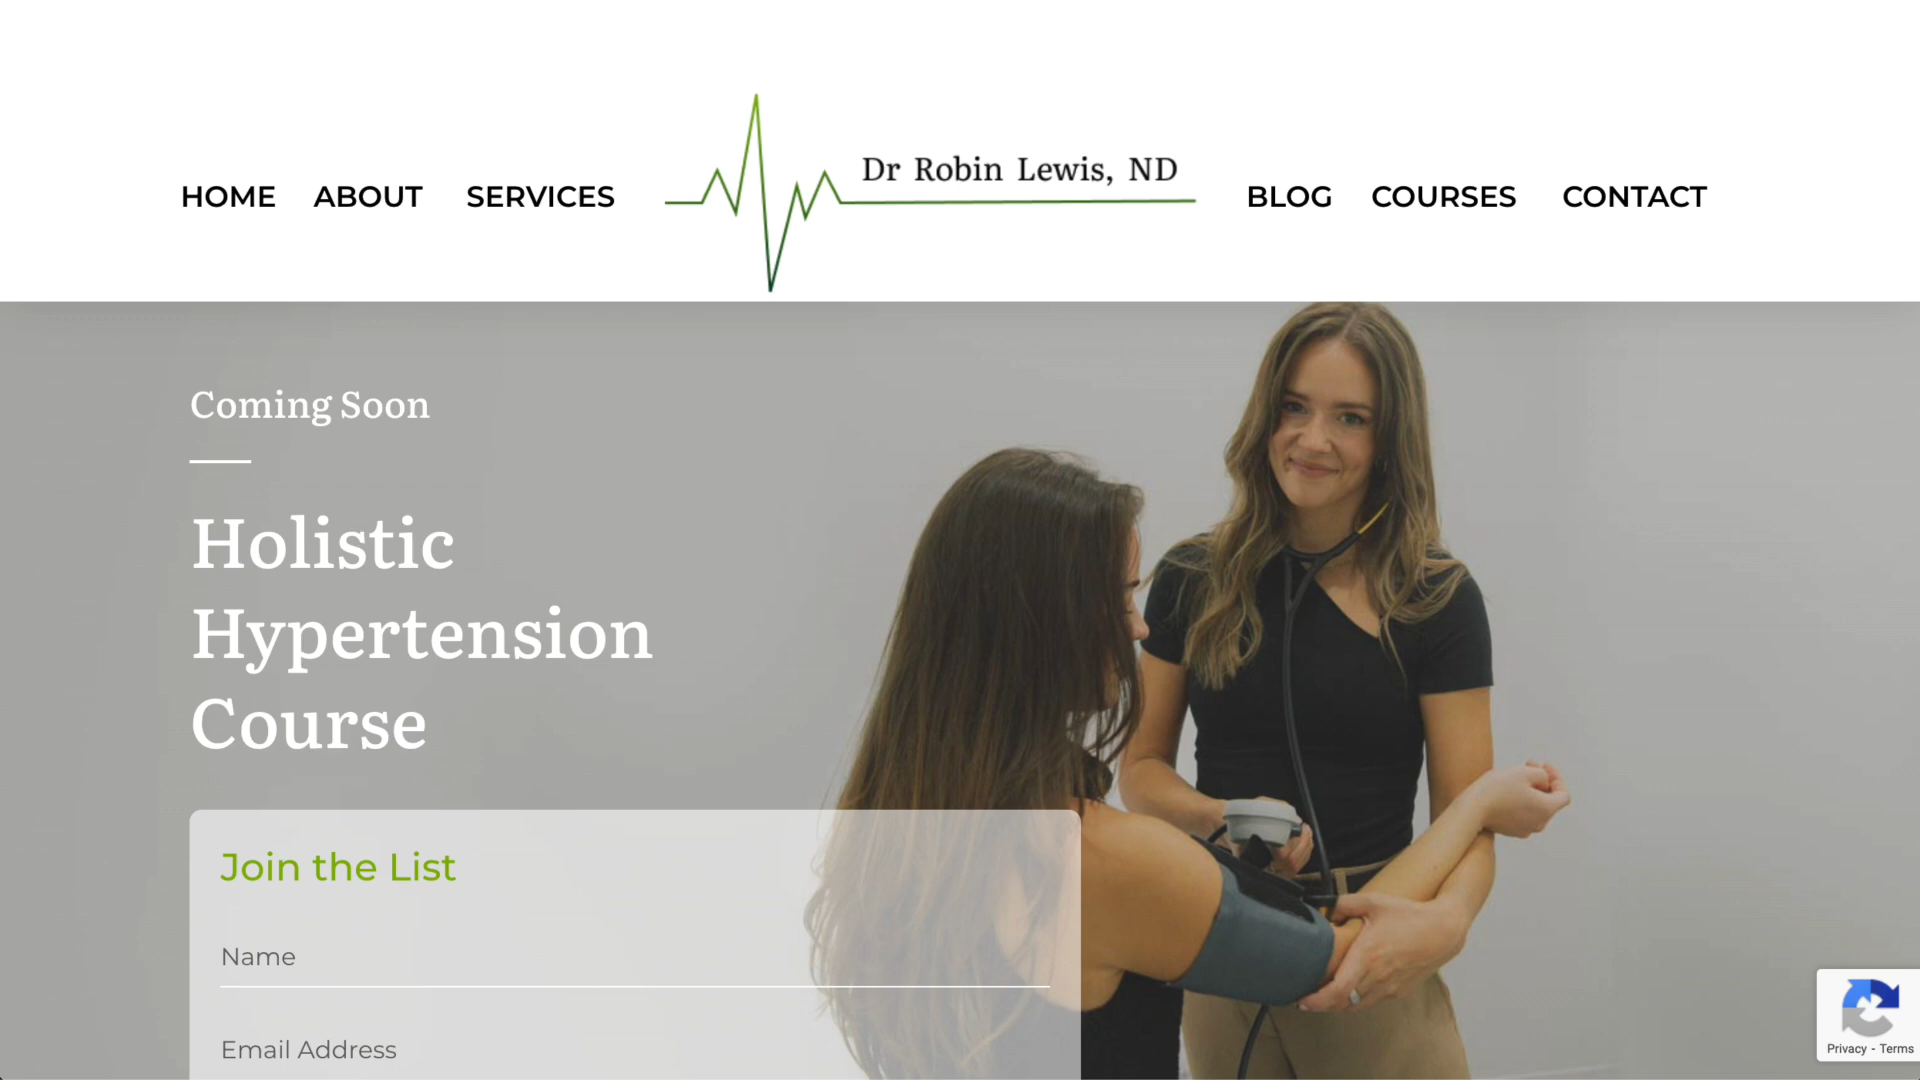 HOME ABOUT SERVICES Dr Robin Lewis, ND BLOG COURSES CONTACT
Coming Soon
Holistic
Hypertension
Course
Join the List
Name
Email Address
Privacy - Terms